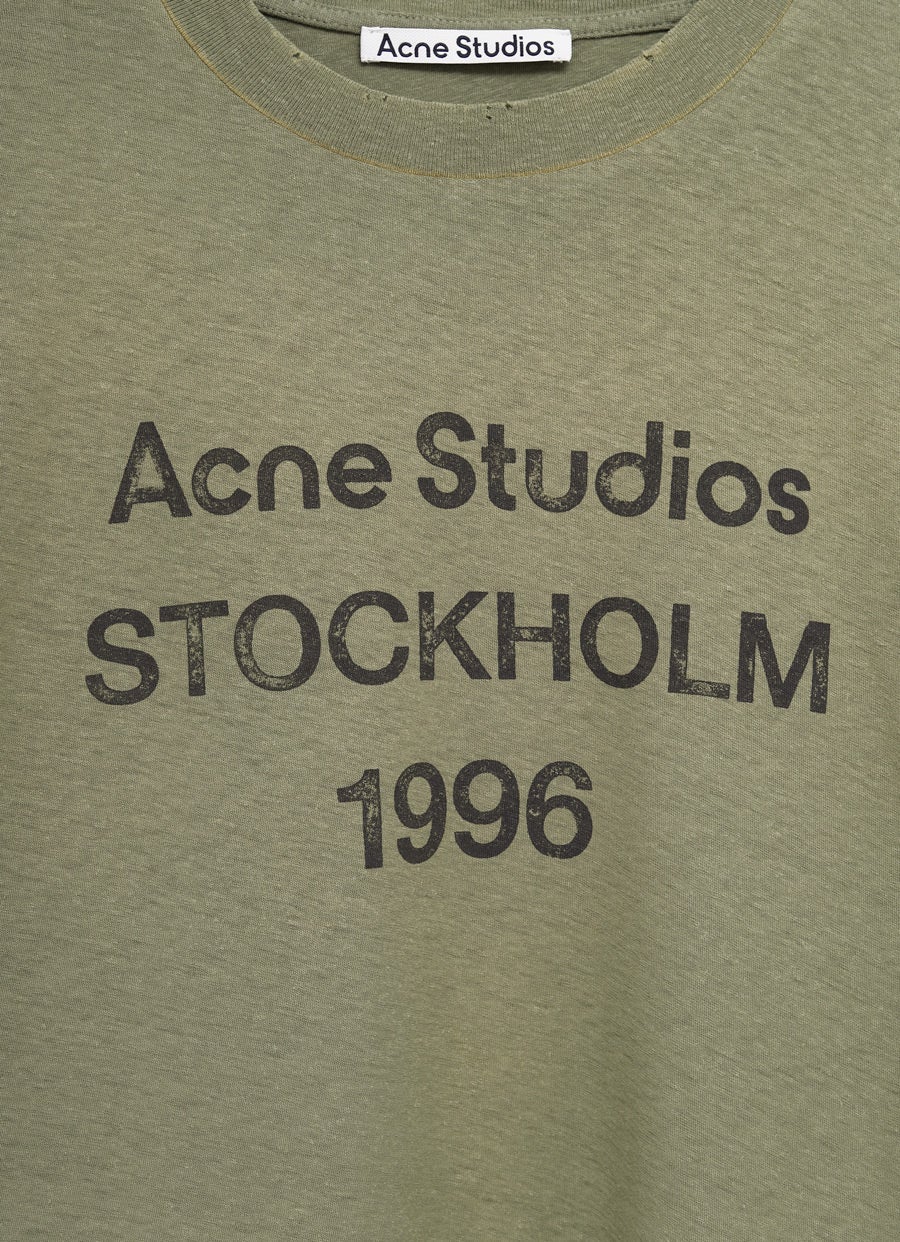 Acne Studios
Acne Studios
STOCKHOLM
1996